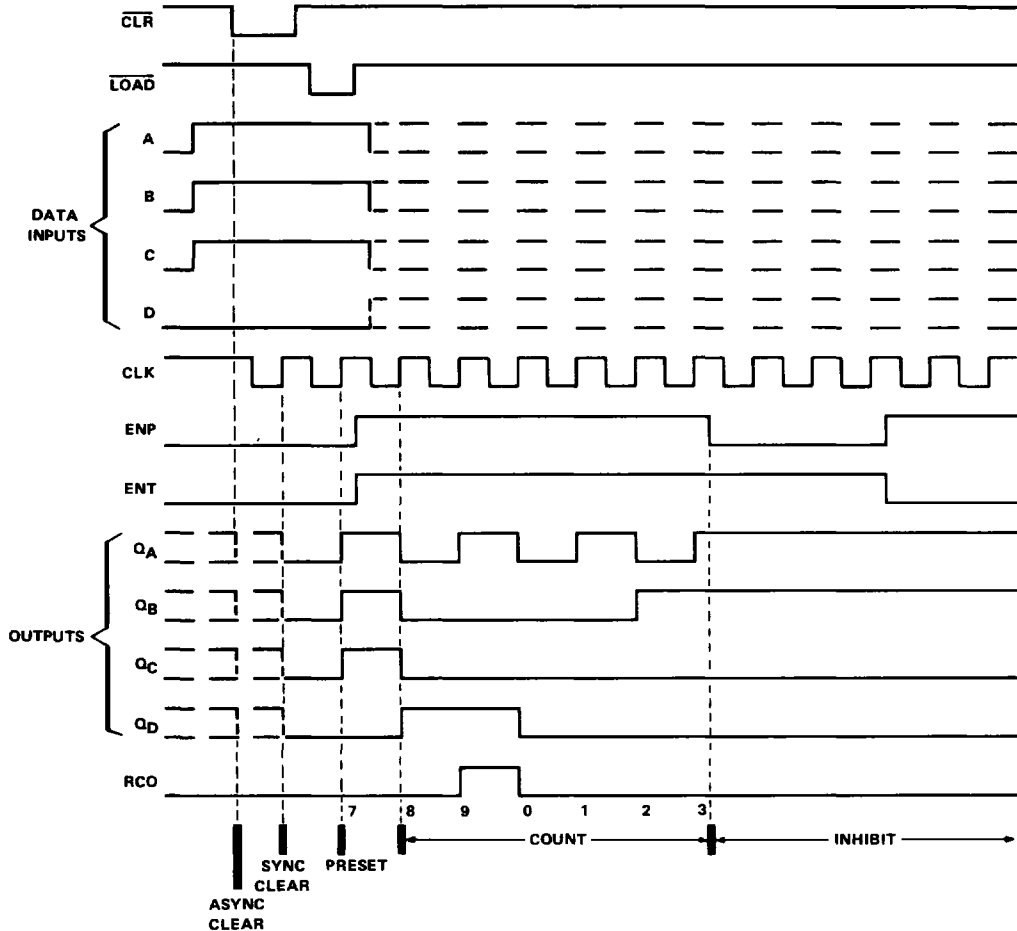 CLR
LOAD
A
B
DATA
INPUTS
C
D
CLK
ENP
ENT
QA
QB
OUTPUTS
QC
QD
RCO
7 8 9 0 1 2 3
COUNT INHIBIT
SYNC
CLEAR
PRESET
ASYNC
CLEAR